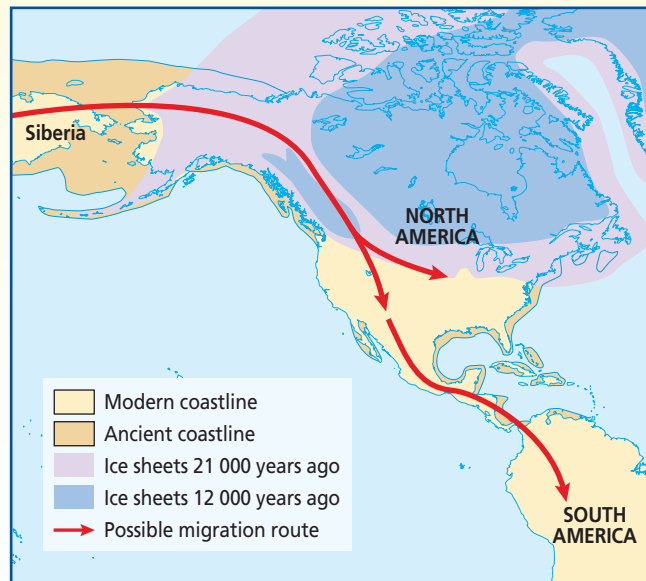 Siberia
NORTH
AMERICA
Modern coastline
Ancient coastline
Ice sheets 21 000 years ago
Ice sheets 12 000 years ago
Possible migration route
SOUTH
AMERICA